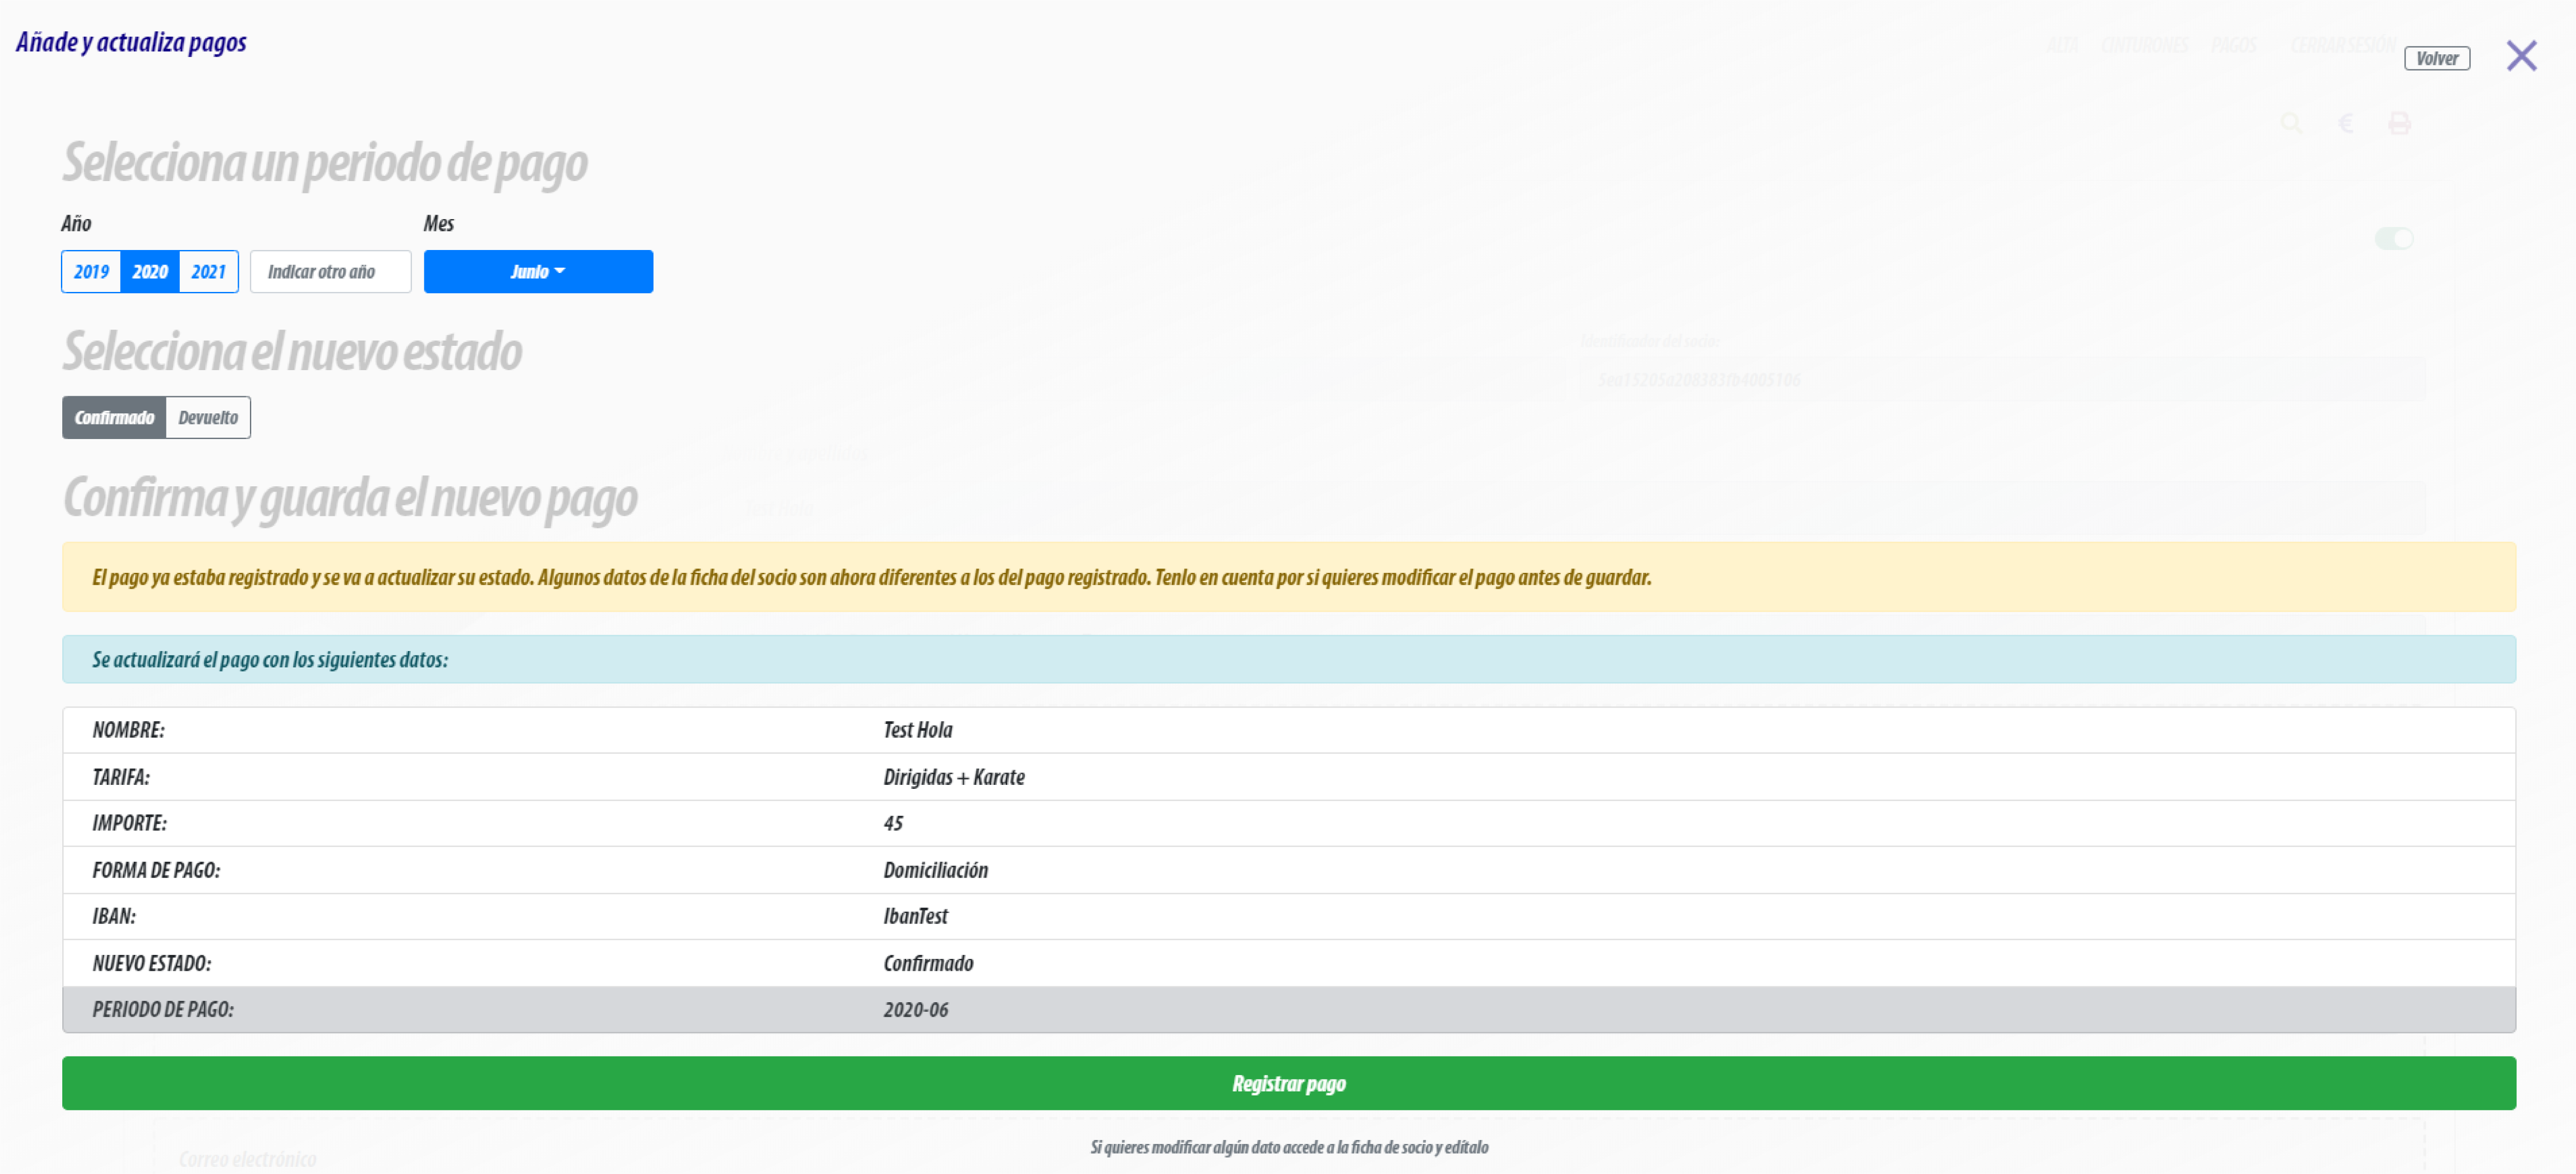 Añade y actualiza pagos
ALTA CINTURONES PAGOS CERRAR SESIÓN
Volver
Selecciona un periodo de pago
Año Mes
2019 2020 2021 Indicar otro año Junio
Selecciona el nuevo estado
Identificador del socio:
Confirmado Devuelto
Confirma y guarda el nuevo pago
El pago ya estaba registrado y se va a actualizar su estado. Algunos datos de la ficha del socio son ahora diferentes a los del pago registrado. Tenlo en cuenta por si quieres modificar el pago antes de guardar.
Se actualizará el pago con los siguientes datos:
NOMBRE: Test Hola
TARIFA: Dirigidas + Karate
IMPORTE: 45
FORMA DE PAGO: Domiciliación
IBAN: IbanTest
NUEVO ESTADO: Confirmado
PERIODO DE PAGO: 2020-06
Registrar pago
Si quieres modificar algún dato accede a la ficha de socio y edítalo
Correo electrónico